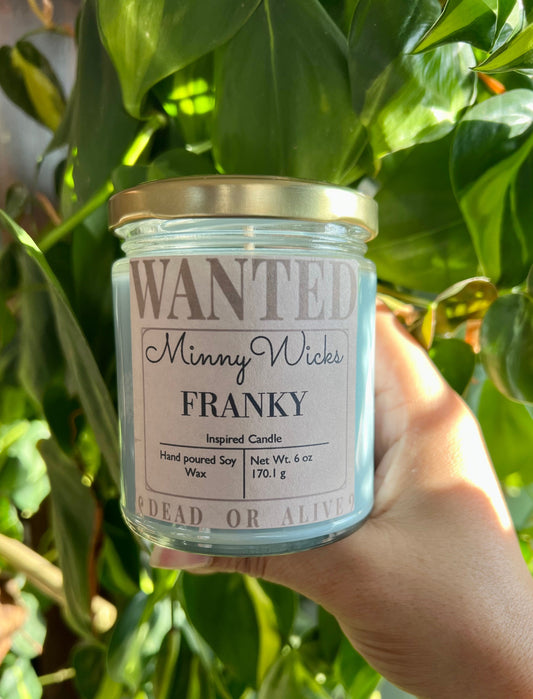 WANTED
Minny Wicks
FRANKY
Inspired Candle
Hand poured Soy
Wax
Net Wt. 6 oz
170.1 g
DEAD OR ALIVE